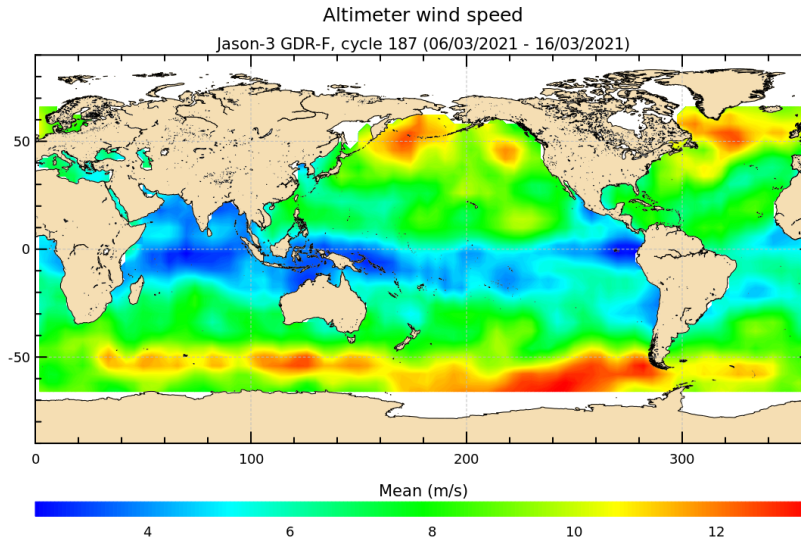 Altimeter wind speed
Jason-3 GDR-F, cycle 187 (06/03/2021 - 16/03/2021)
50
0
-50
0 100 200 300
Mean (m/s)
4 6 8 10 12